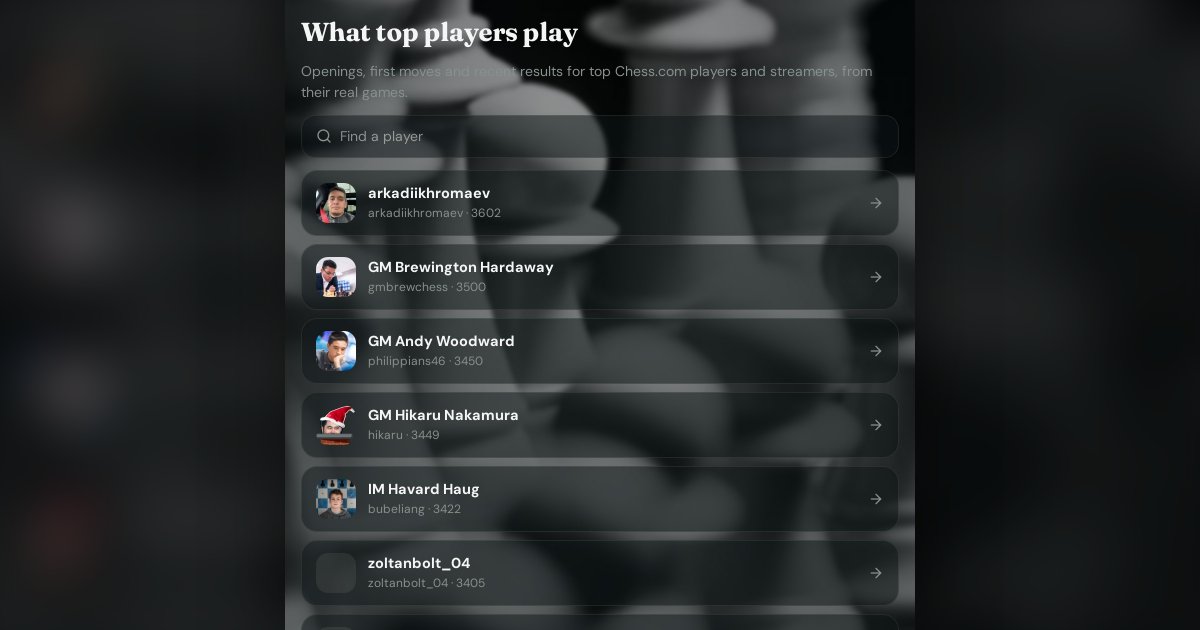 What top players play
Openings, first moves and recent results for top Chess.com players and streamers, from
their real games.
Find a player
arkadiikhromaev
arkadiikhromaev · 3602
GM Brewington Hardaway
gmbrewchess · 3500
GM Andy Woodward
philippians46 · 3450
GM Hikaru Nakamura
hikaru · 3449
IM Havard Haug
bubeliang · 3422
zoltanbolt_04
zoltanbolt_04 · 3405